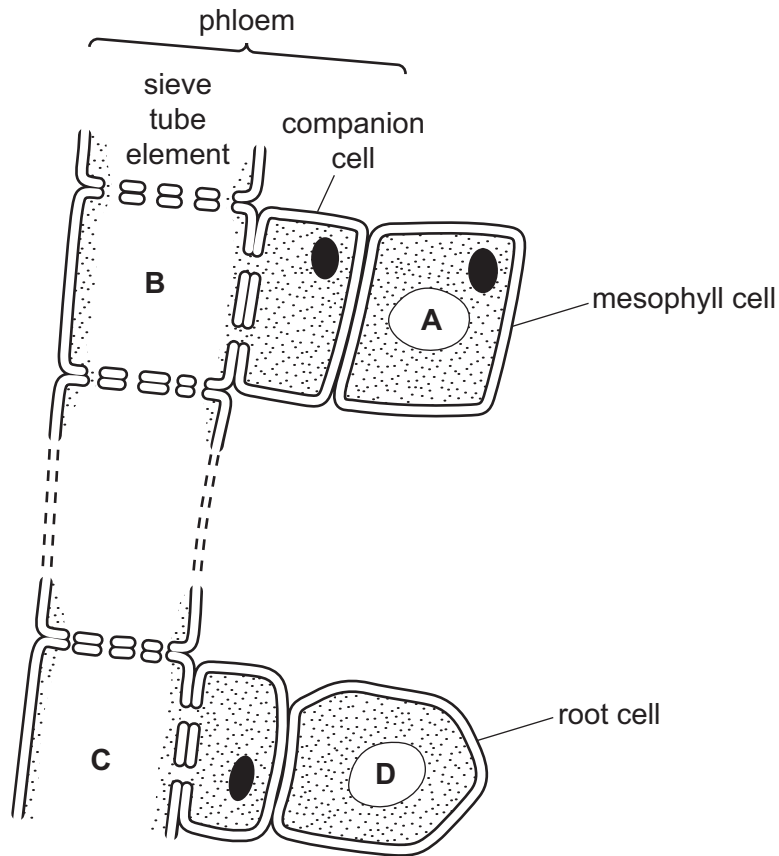 phloem
sieve
tube
element
companion
cell
B
A
mesophyll cell
root cell
C
D